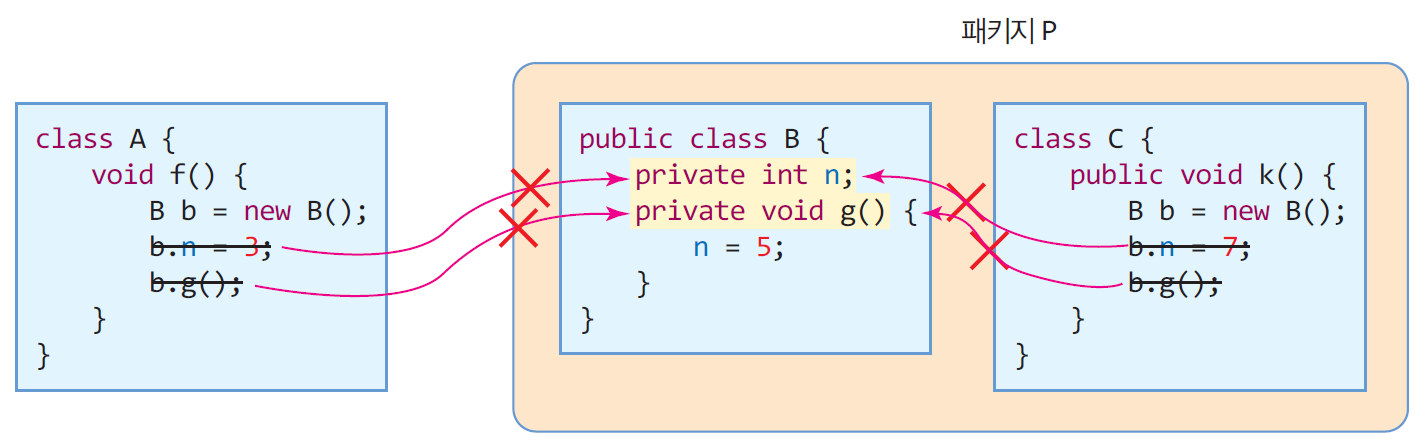 패키지 P
class A {
void f() {
B b = new B();
b.n = 3;
b.g();
}
}
public class B {
private int n;
private void g() {
n = 5;
}
}
class C {
public void k() {
B b = new B();
b.n = 7;
b.g();
}
}